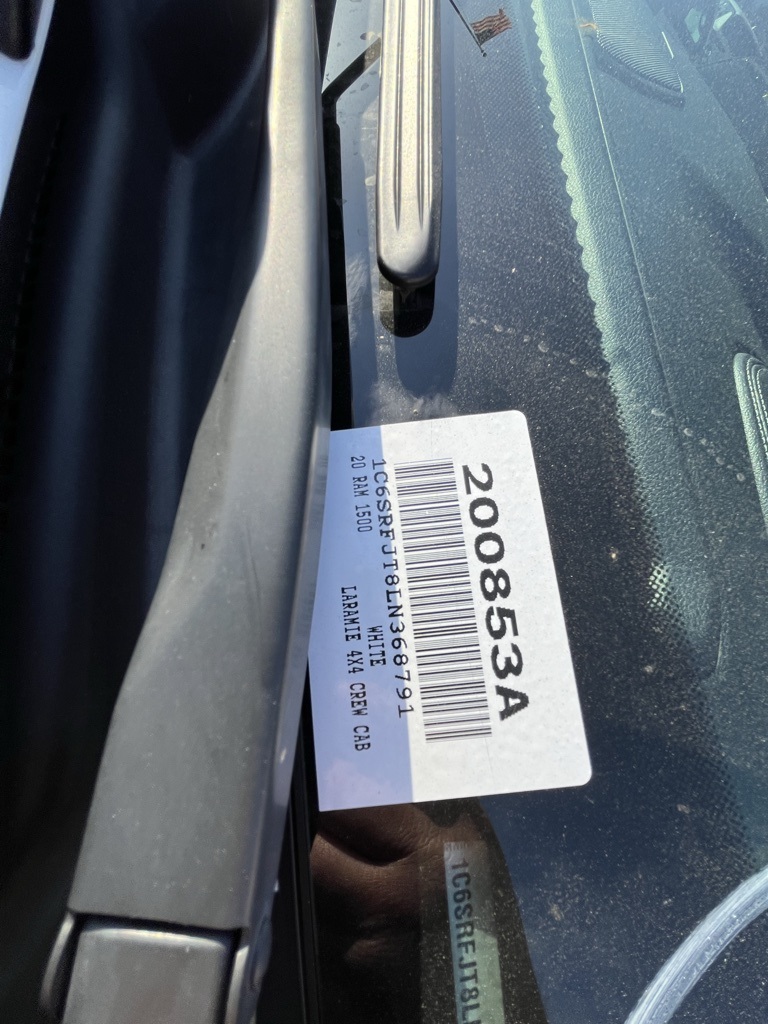 200853A
1C6SRFJT8LN368791
20 RAM 1500 WHITE
LARAMIE 4X4 CREW CAB
1C6SRFJT8L